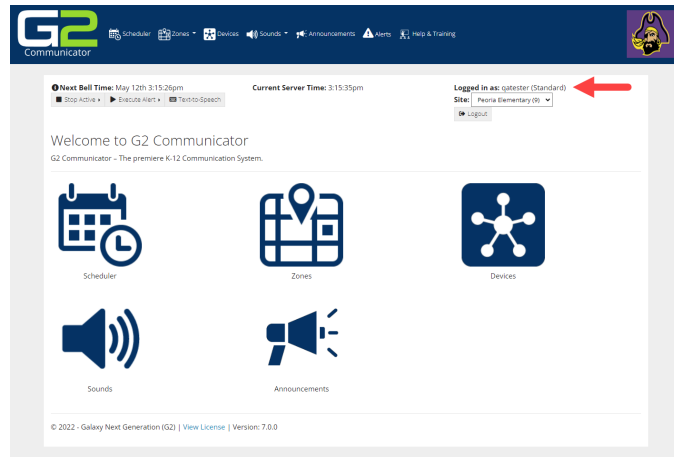 G2
Communicator
Scheduler Zones Devices Sounds Announcements Alerts Help & Training
Next Bell Time: May 12th 3:15:26pm
Stop Active Execute Alert Text-to-Speech
Current Server Time: 3:15:35pm
Logged in as: qatester (Standard)
Site: Peoria Elementary (9)
Logout
Welcome to G2 Communicator
G2 Communicator – The premiere K-12 Communication System.
Scheduler
Zones
Devices
Sounds
Announcements
© 2022 - Galaxy Next Generation (G2) | View License | Version: 7.0.0